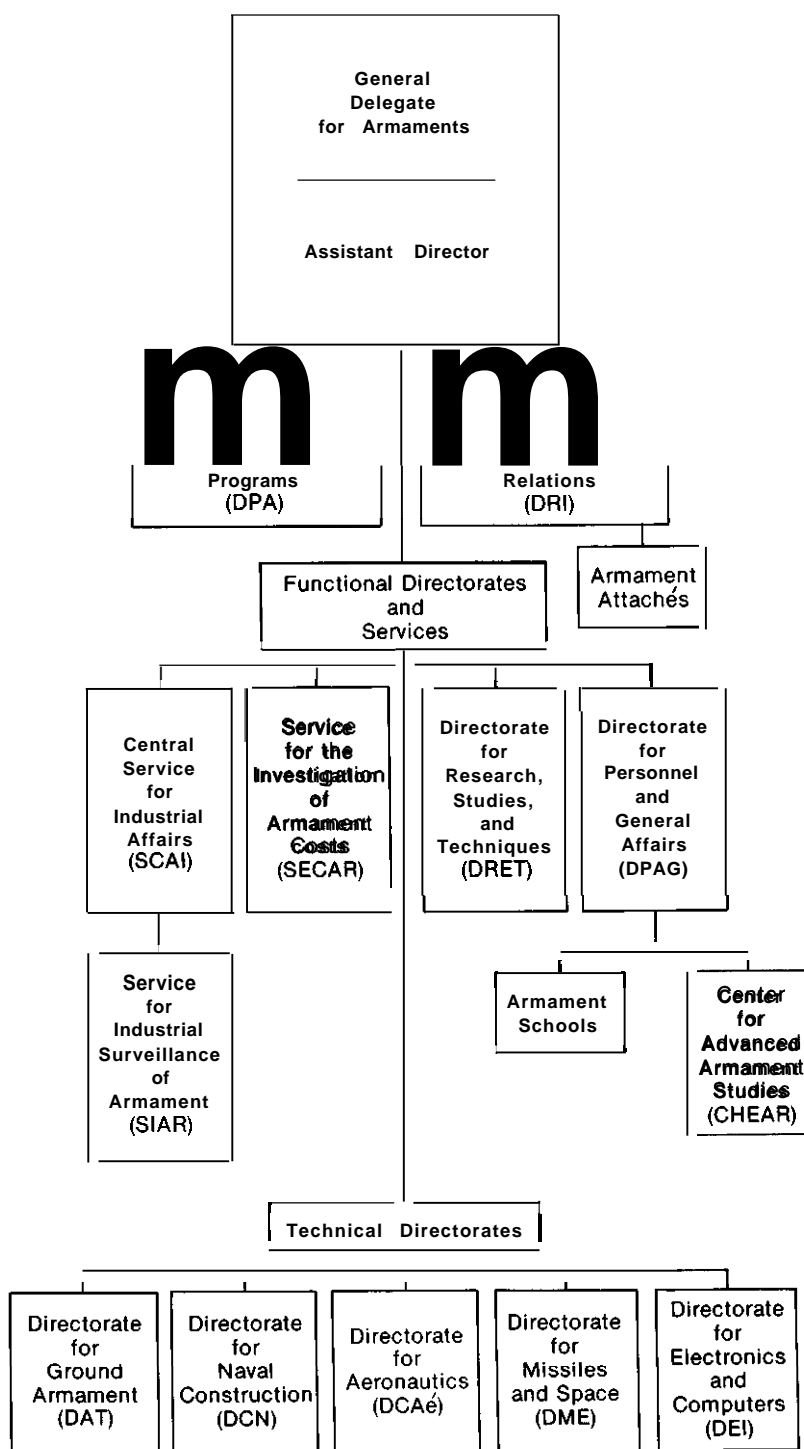 General
Delegate
for Armaments
Assistant Director
m
m
Programs
(DPA)
Relations
(DRI)
Functional Directorates
and
Services
Armament
Attachés
Central
Service
for
Industrial
Affairs
(SCAI)
Service
for the
Investigation
of
Armament
Costs
(SECAR)
Directorate
for
Research,
Studies,
and
Techniques
(DRET)
Directorate
for
Personnel
and
General
Affairs
(DPAG)
Service
for
Industrial
Surveillance
of
Armament
(SIAR)
Armament
Schools
Center
for
Advanced
Armament
Studies
(CHEAR)
Technical Directorates
Directorate
for
Ground
Armament
(DAT)
Directorate
for
Naval
Construction
(DCN)
Directorate
for
Aeronautics
(DCAé)
Directorate
for
Missiles
and Space
(DME)
Directorate
for
Electronics
and
Computers
(DEI)